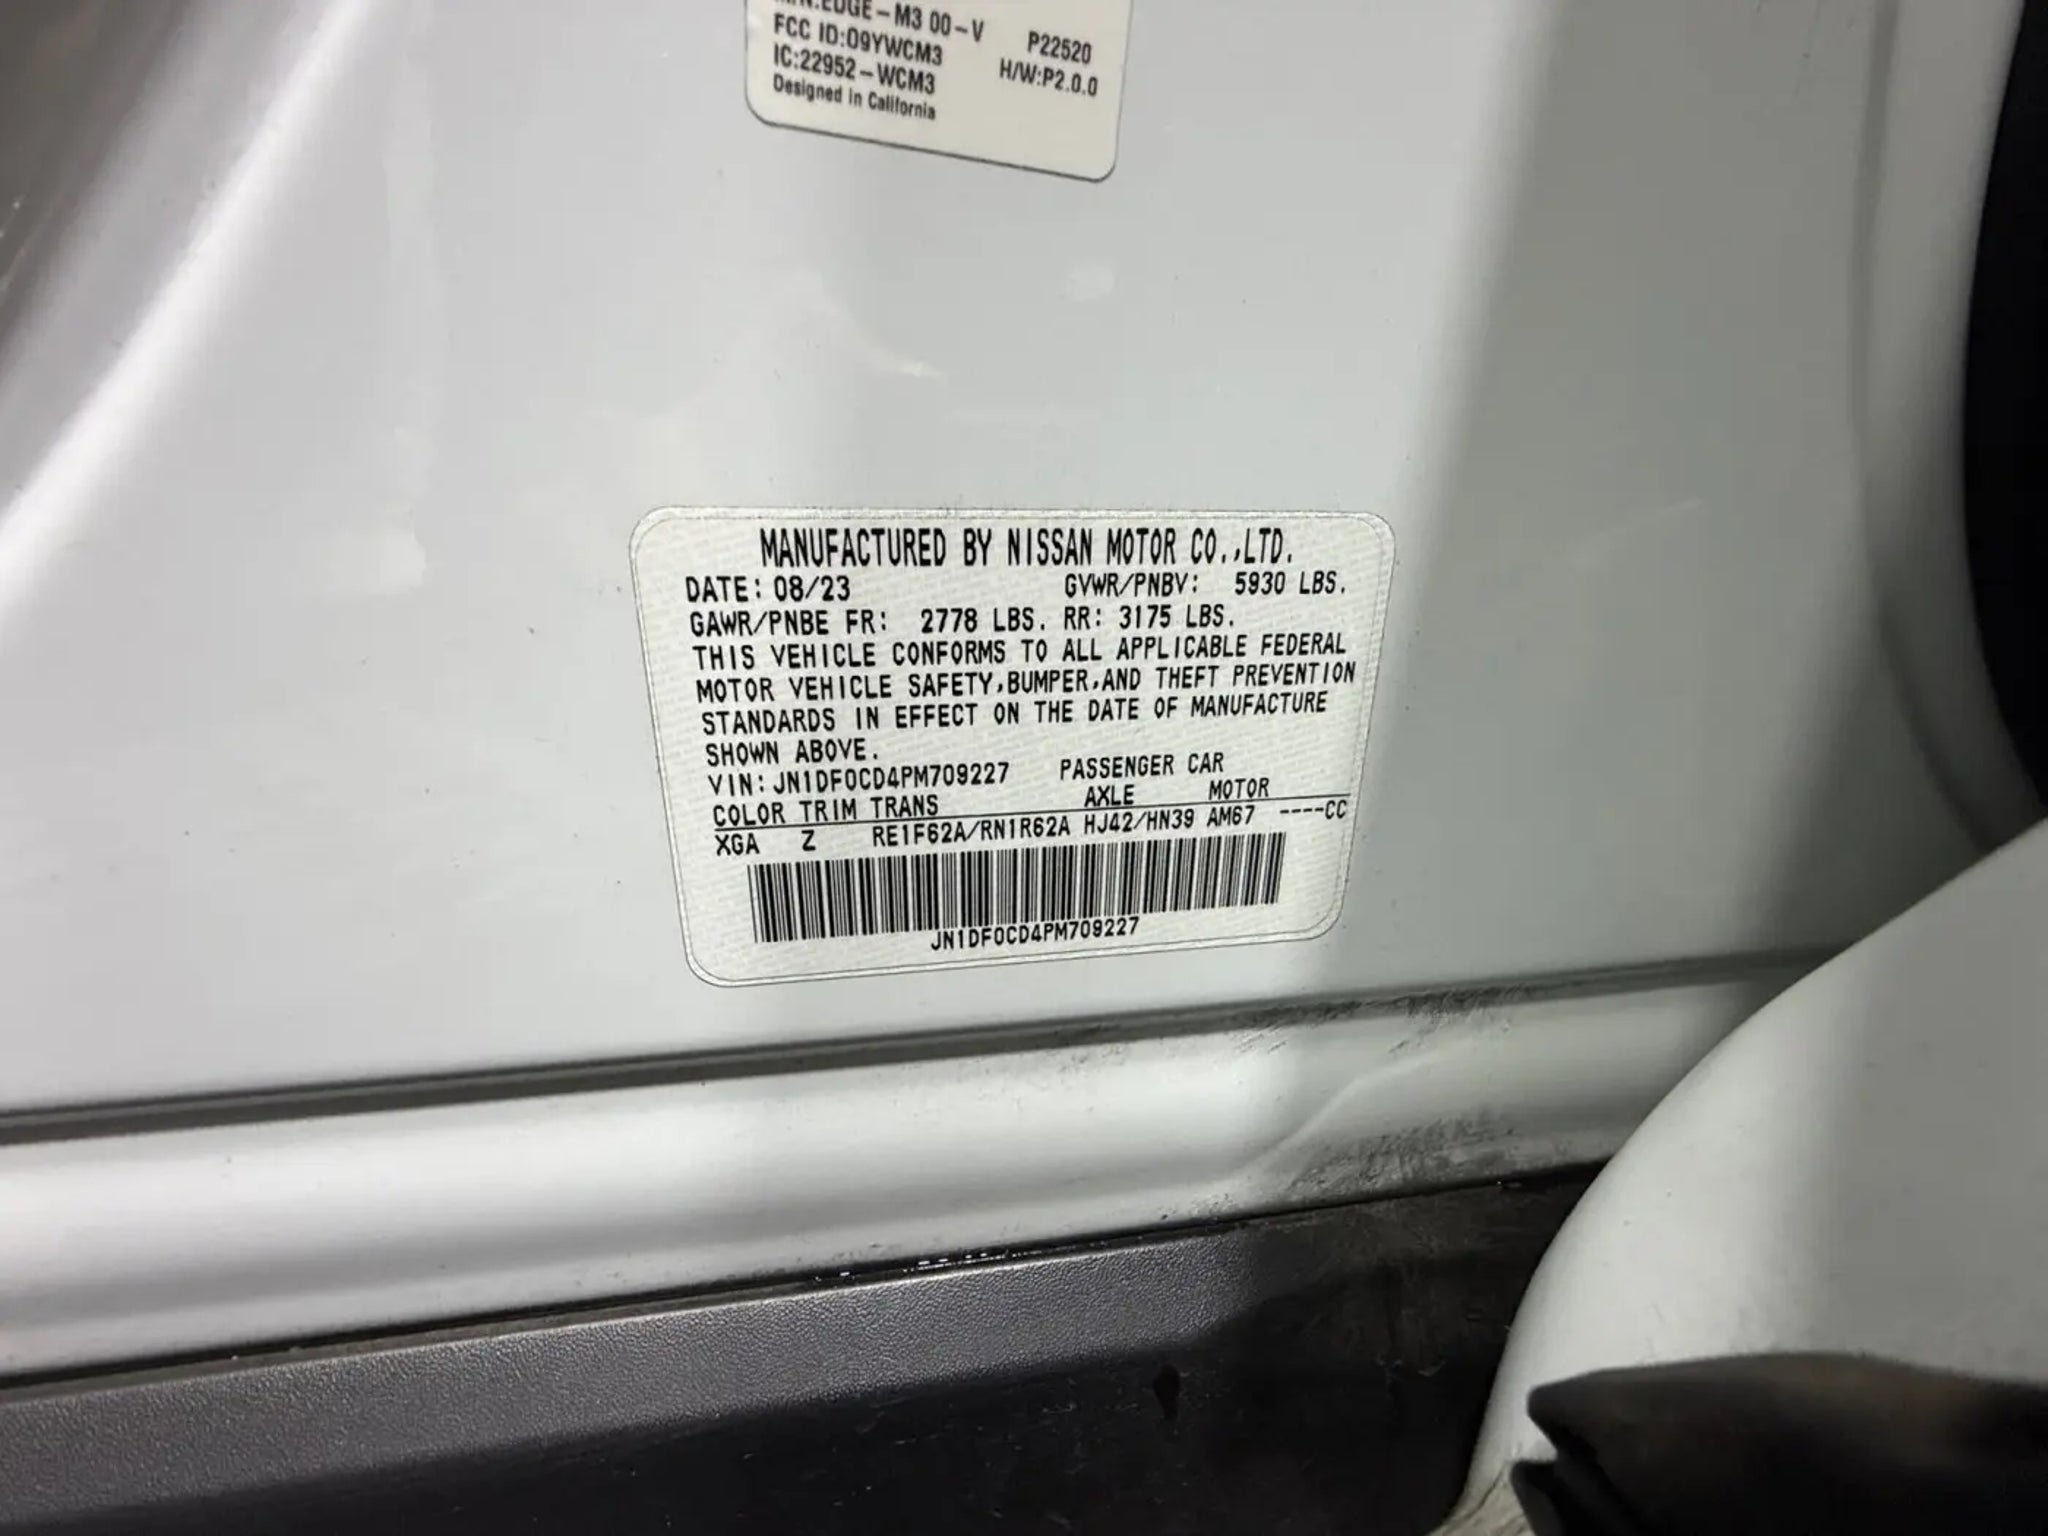 M/N:EDGE-M3 00-V
P22520
FCC ID:O9YWCM3
H/W:P2.0.0
IC:22952-WCM3
Designed in California
MANUFACTURED BY NISSAN MOTOR CO.,LTD.
DATE: 08/23 GVWR/PNBV: 5930 LBS.
GAWR/PNBE FR: 2778 LBS. RR: 3175 LBS.
THIS VEHICLE CONFORMS TO ALL APPLICABLE FEDERAL
MOTOR VEHICLE SAFETY,BUMPER,AND THEFT PREVENTION
STANDARDS IN EFFECT ON THE DATE OF MANUFACTURE
SHOWN ABOVE.
VIN:JN1DF0CD4PM709227 PASSENGER CAR
COLOR TRIM TRANS AXLE MOTOR
XGA Z RE1F62A/RN1R62A HJ42/HN39 AM67 ----CC
JN1DF0CD4PM709227